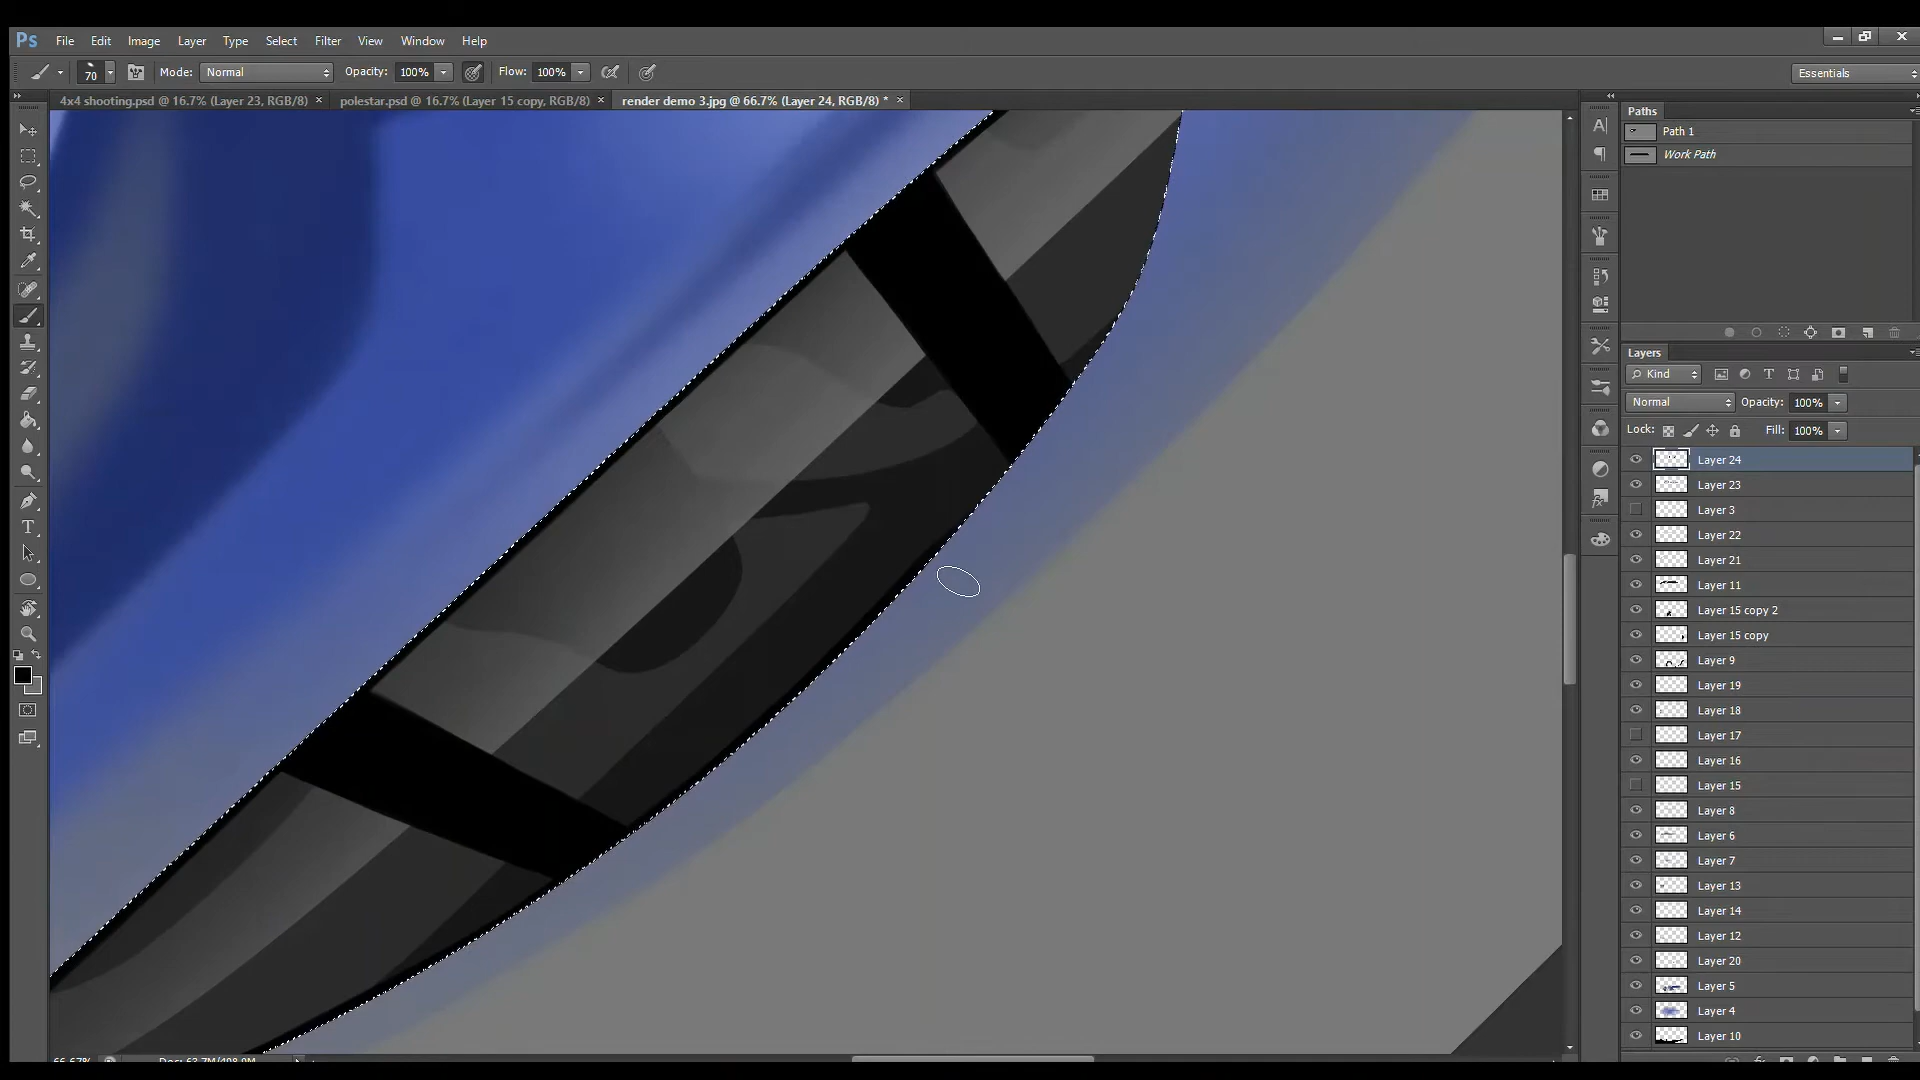 Ps File Edit Image Layer Type Select Filter View Window Help
70 Mode: Normal Opacity: 100% Flow: 100% Essentials
4x4 shooting.psd @ 16.7% (Layer 23, RGB/8) × polestar.psd @ 16.7% (Layer 15 copy, RGB/8) × render demo 3.jpg @ 66.7% (Layer 24, RGB/8) * ×
Paths
Path 1
Work Path
Layers
Kind
Normal Opacity: 100%
Lock: Fill: 100%
Layer 24
Layer 23
Layer 3
Layer 22
Layer 21
Layer 11
Layer 15 copy 2
Layer 15 copy
Layer 9
Layer 19
Layer 18
Layer 17
Layer 16
Layer 15
Layer 8
Layer 6
Layer 7
Layer 13
Layer 14
Layer 12
Layer 20
Layer 5
Layer 4
Layer 10
66.67%